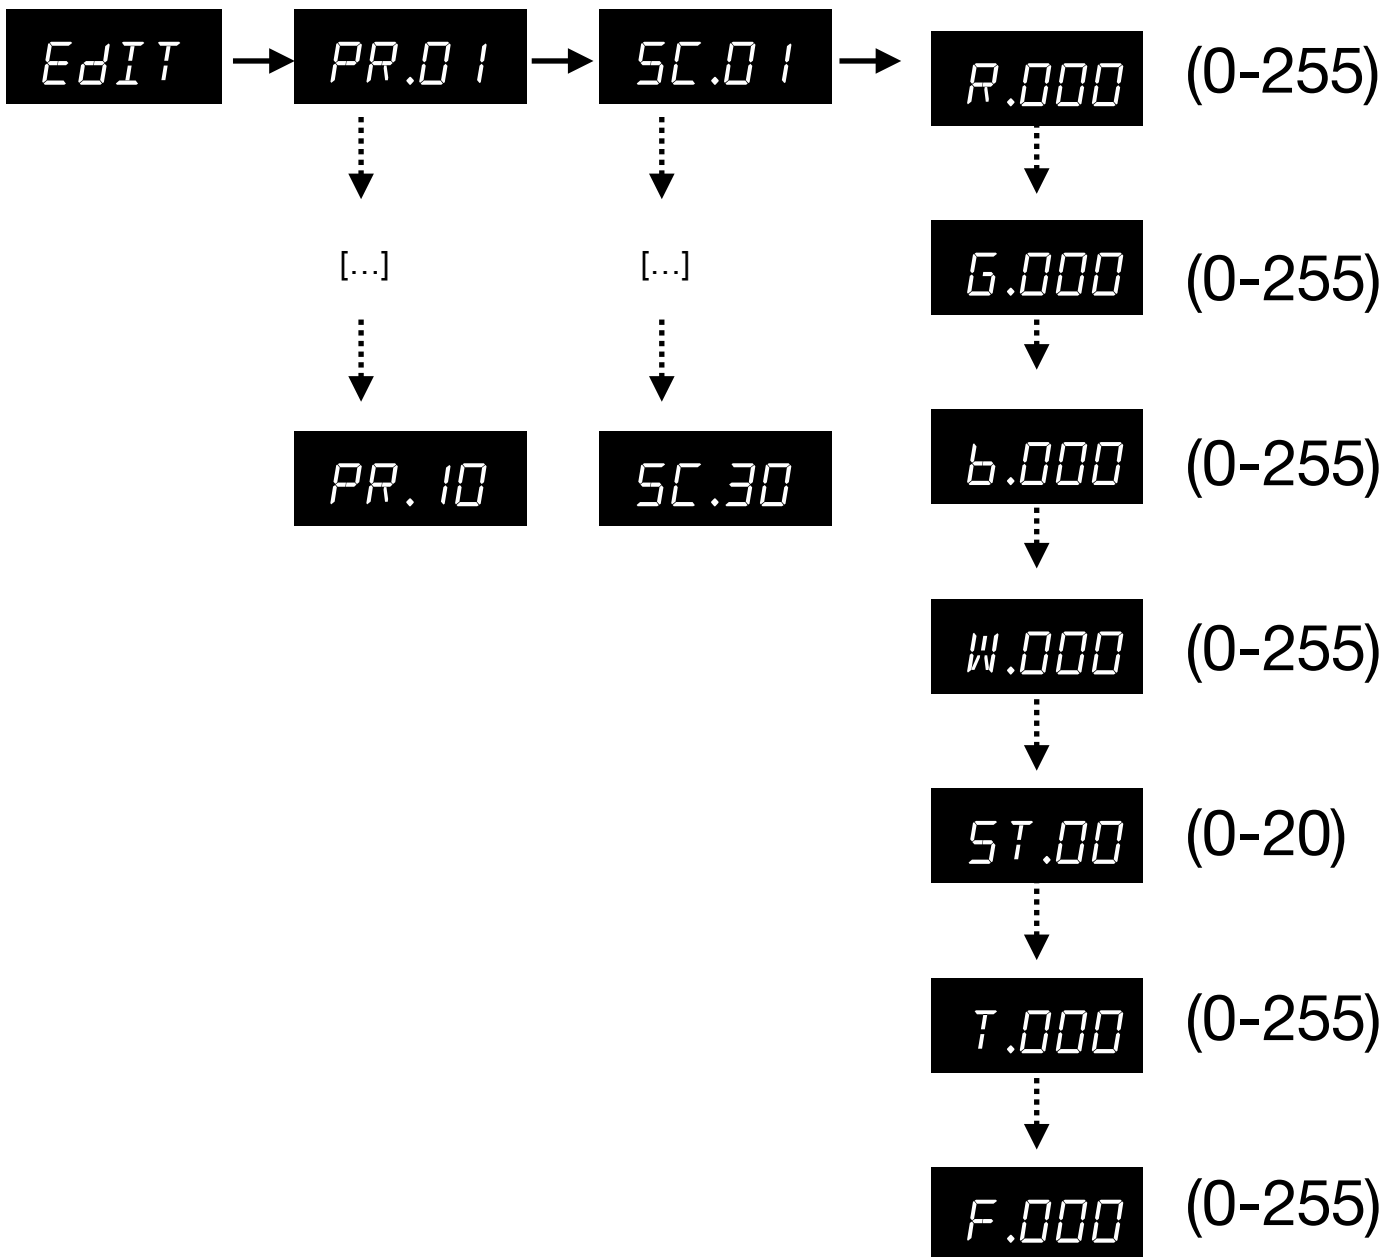 EdIT
PR.01
SC.01
R.000 (0-255)
[...]
[...]
G.000 (0-255)
PR.10
SC.30
b.000 (0-255)
W.000 (0-255)
ST.00 (0-20)
T.000 (0-255)
F.000 (0-255)